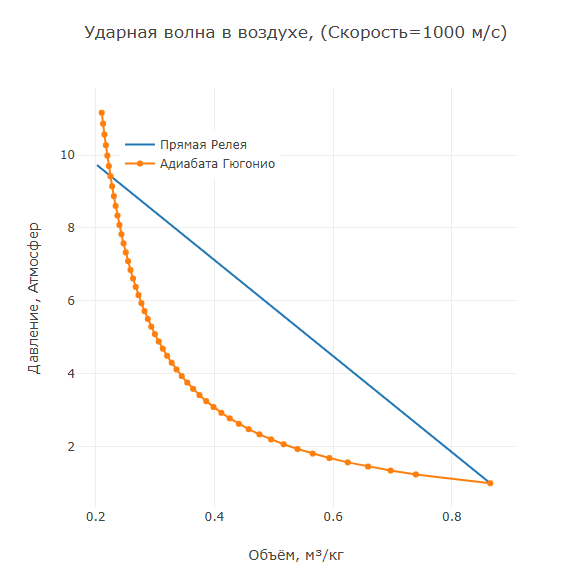 Ударная волна в воздухе, (Скорость=1000 м/с)
Прямая Релея
Адиабата Гюгонио
10
8
6
4
2
Давление, Атмосфер
0.2
0.4
0.6
0.8
Объём, м³/кг